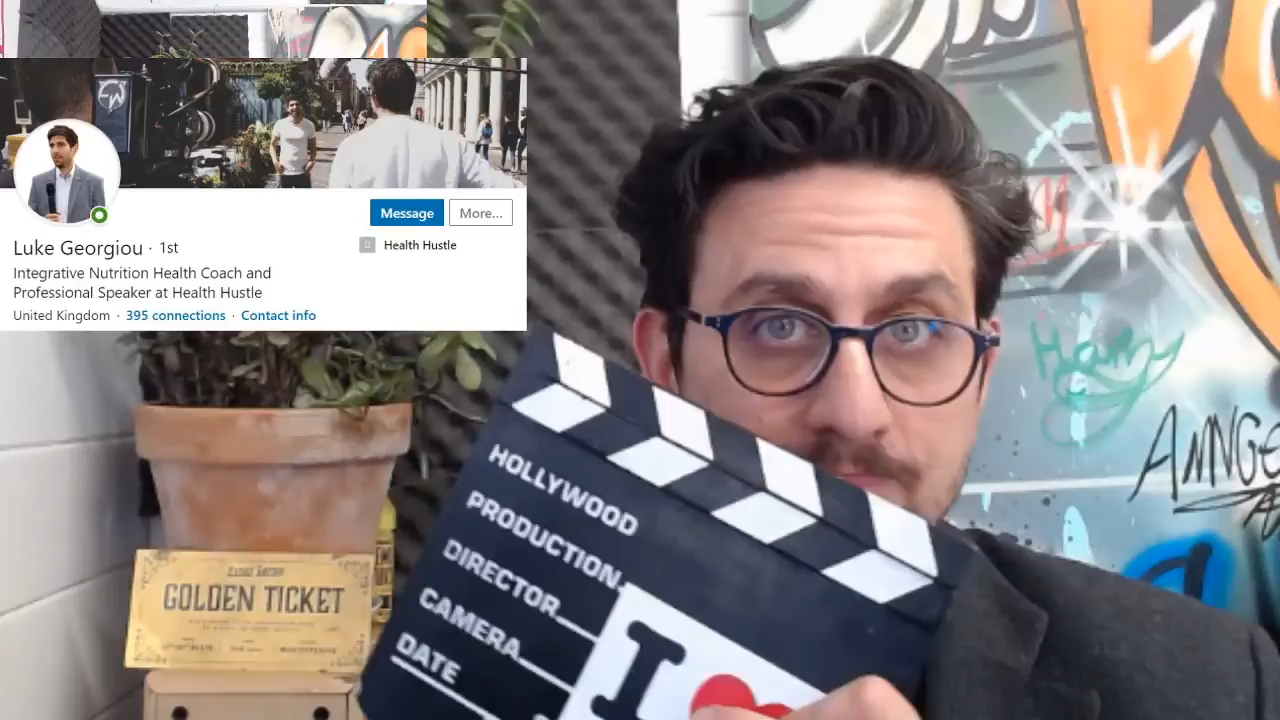 Message
More...
Luke Georgiou · 1st
Health Hustle
Integrative Nutrition Health Coach and
Professional Speaker at Health Hustle
United Kingdom · 395 connections · Contact info
HOLLYWOOD
PRODUCTION
DIRECTOR
CAMERA
DATE
I
GOLDEN TICKET